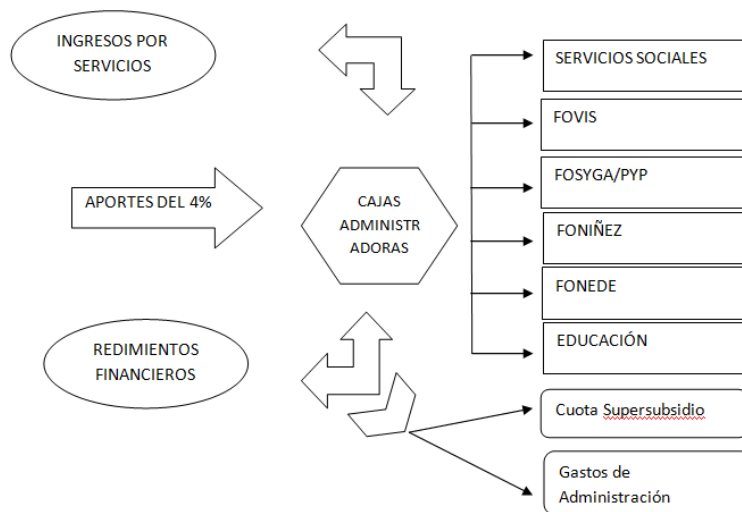 INGRESOS POR
SERVICIOS
APORTES DEL 4%
REDIMIENTOS
FINANCIEROS
CAJAS
ADMINISTR
ADORAS
SERVICIOS SOCIALES
FOVIS
FOSYGA/PYP
FONIÑEZ
FONEDE
EDUCACIÓN
Cuota Supersubsidio
Gastos de
Administración